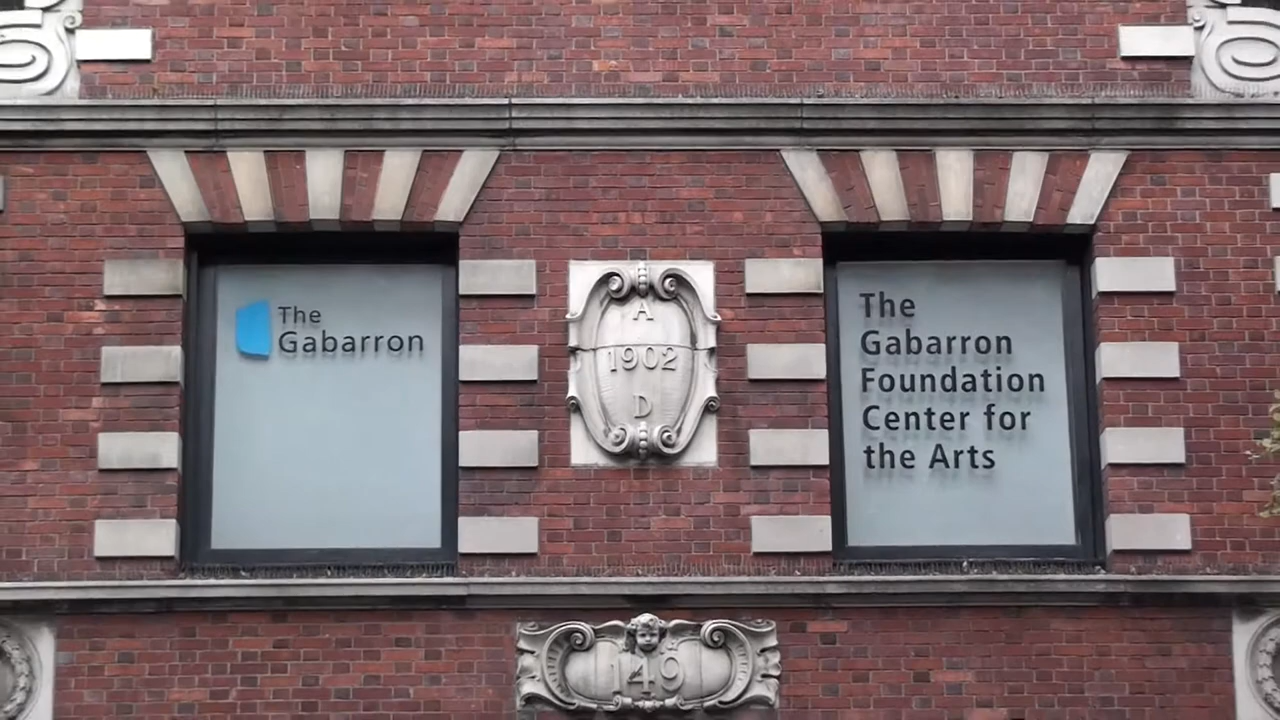 The
Gabarron
A
1902
D
The
Gabarron
Foundation
Center for
the Arts
149